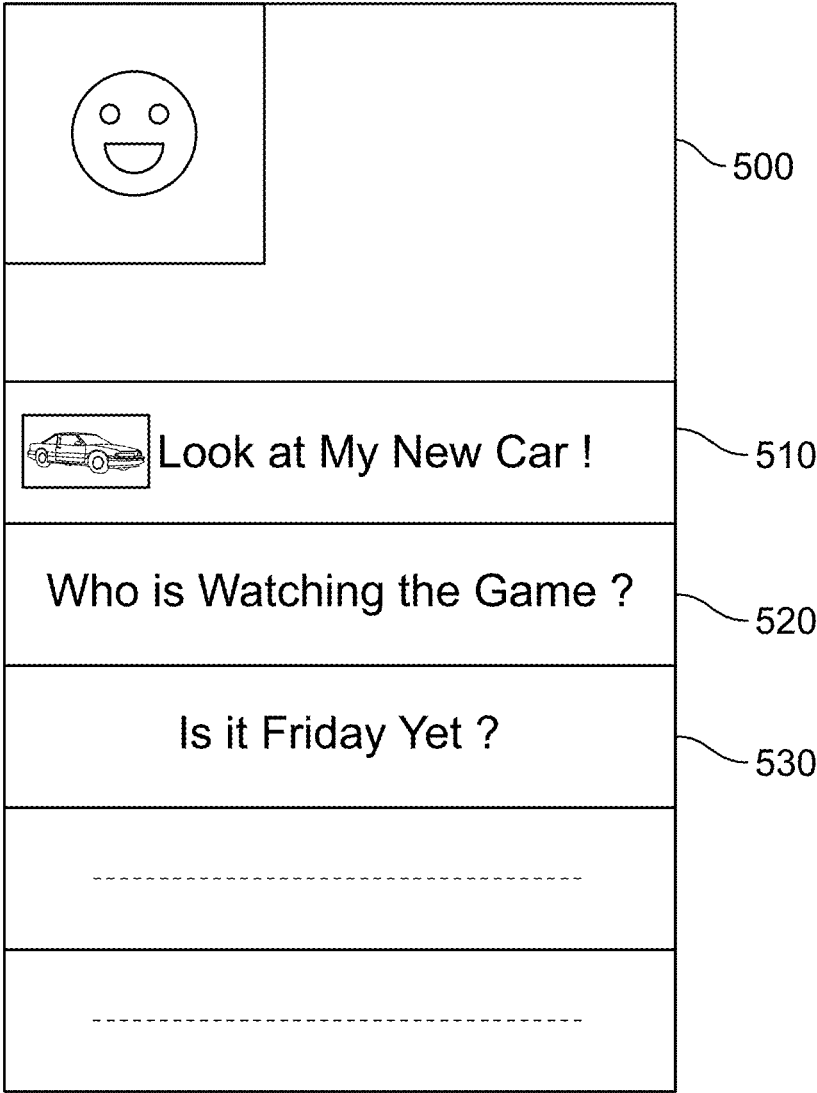 500
Look at My New Car !
510
Who is Watching the Game ?
520
Is it Friday Yet ?
530